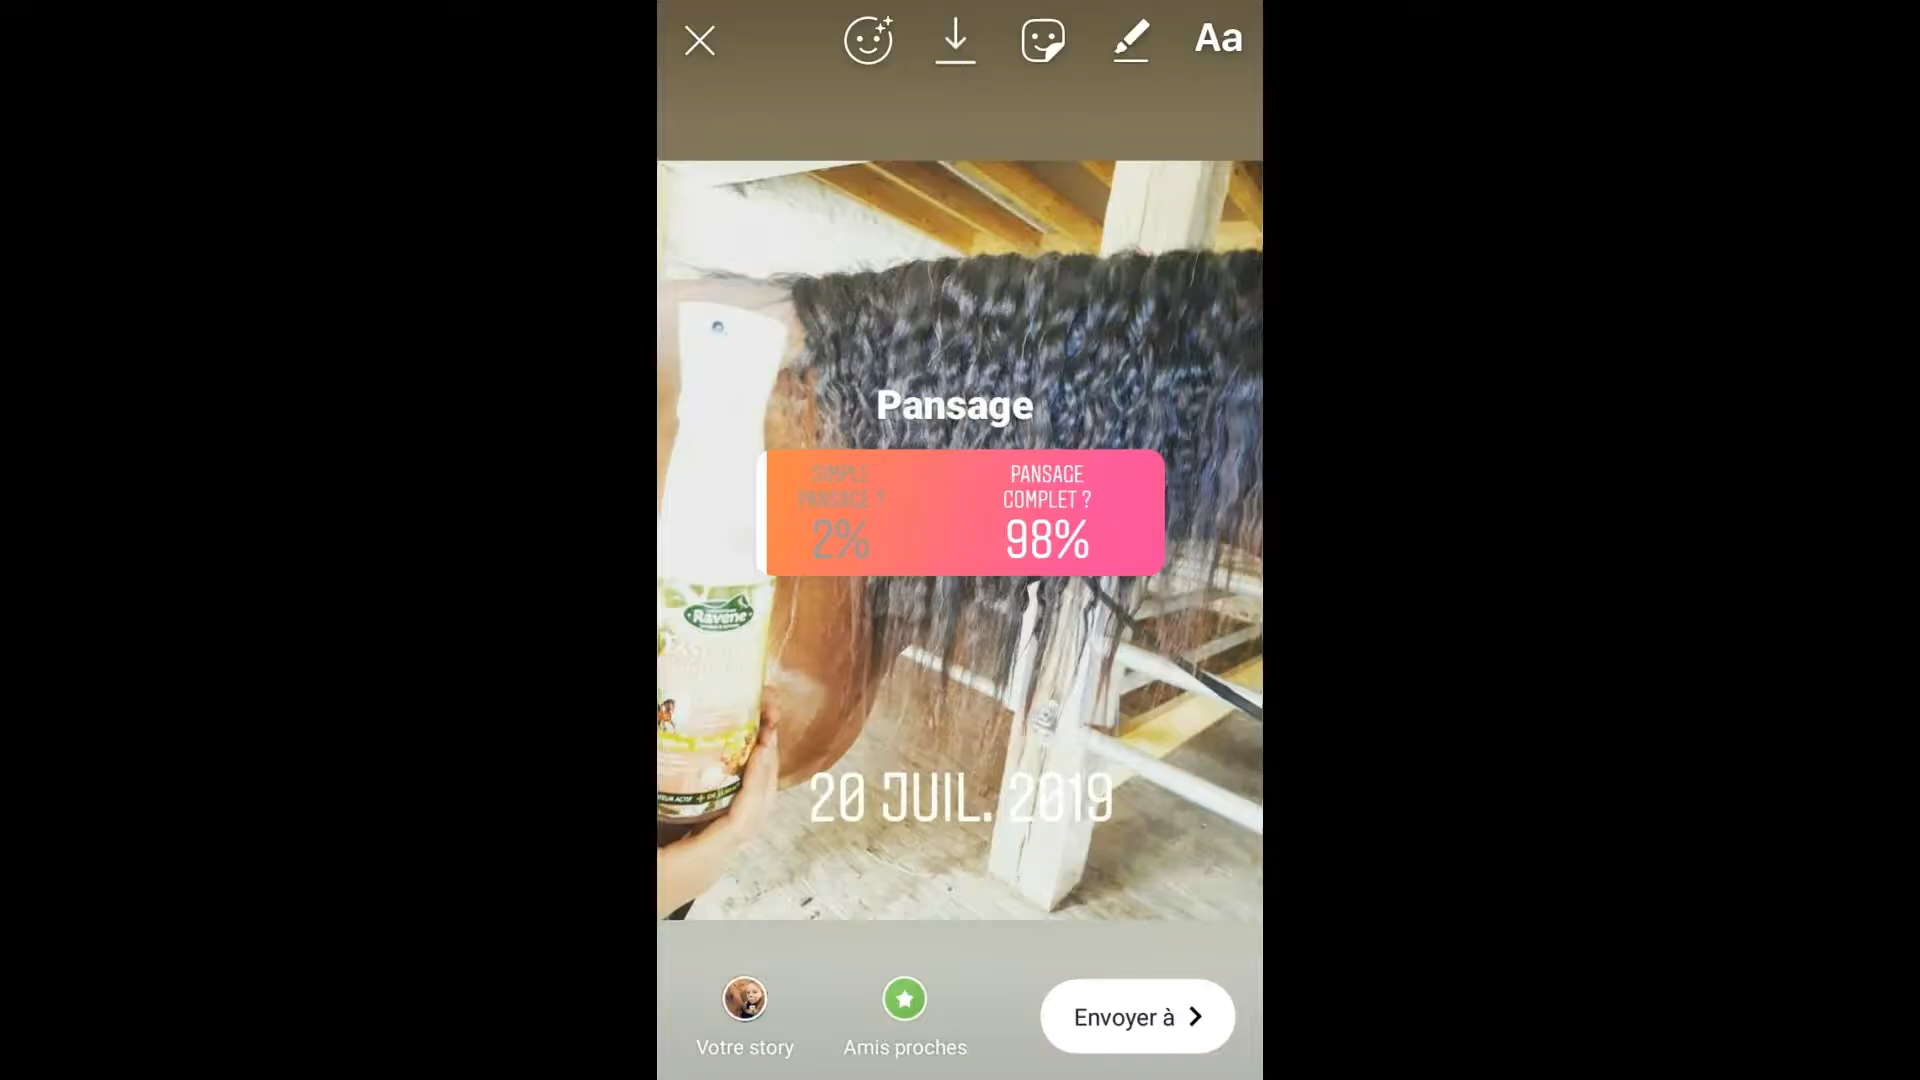 Aa
Pansage
SIMPLE
PANSAGE ?
2%
PANSAGE
COMPLET ?
98%
Ravene
20 JUIL. 2019
Votre story
Amis proches
Envoyer à